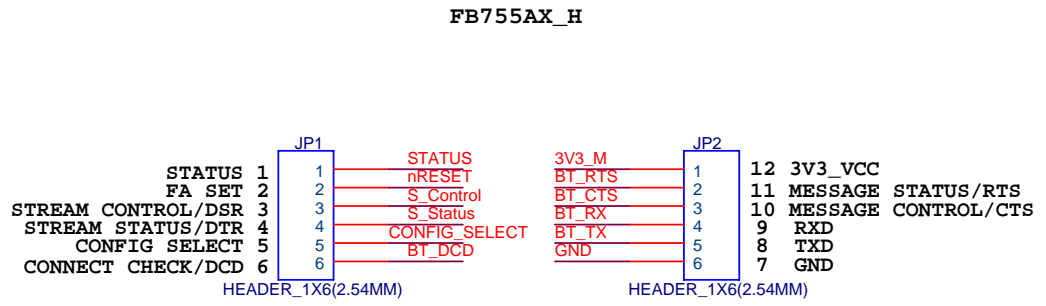 FB755AX_H
JP1 JP2
STATUS 1 1 STATUS 3V3_M 1 12 3V3_VCC
FA SET 2 2 nRESET BT_RTS 2 11 MESSAGE STATUS/RTS
STREAM CONTROL/DSR 3 3 S_Control BT_CTS 3 10 MESSAGE CONTROL/CTS
STREAM STATUS/DTR 4 4 S_Status BT_RX 4 9 RXD
CONFIG SELECT 5 5 CONFIG_SELECT BT_TX 5 8 TXD
CONNECT CHECK/DCD 6 6 BT_DCD GND 6 7 GND
HEADER_1X6(2.54MM) HEADER_1X6(2.54MM)